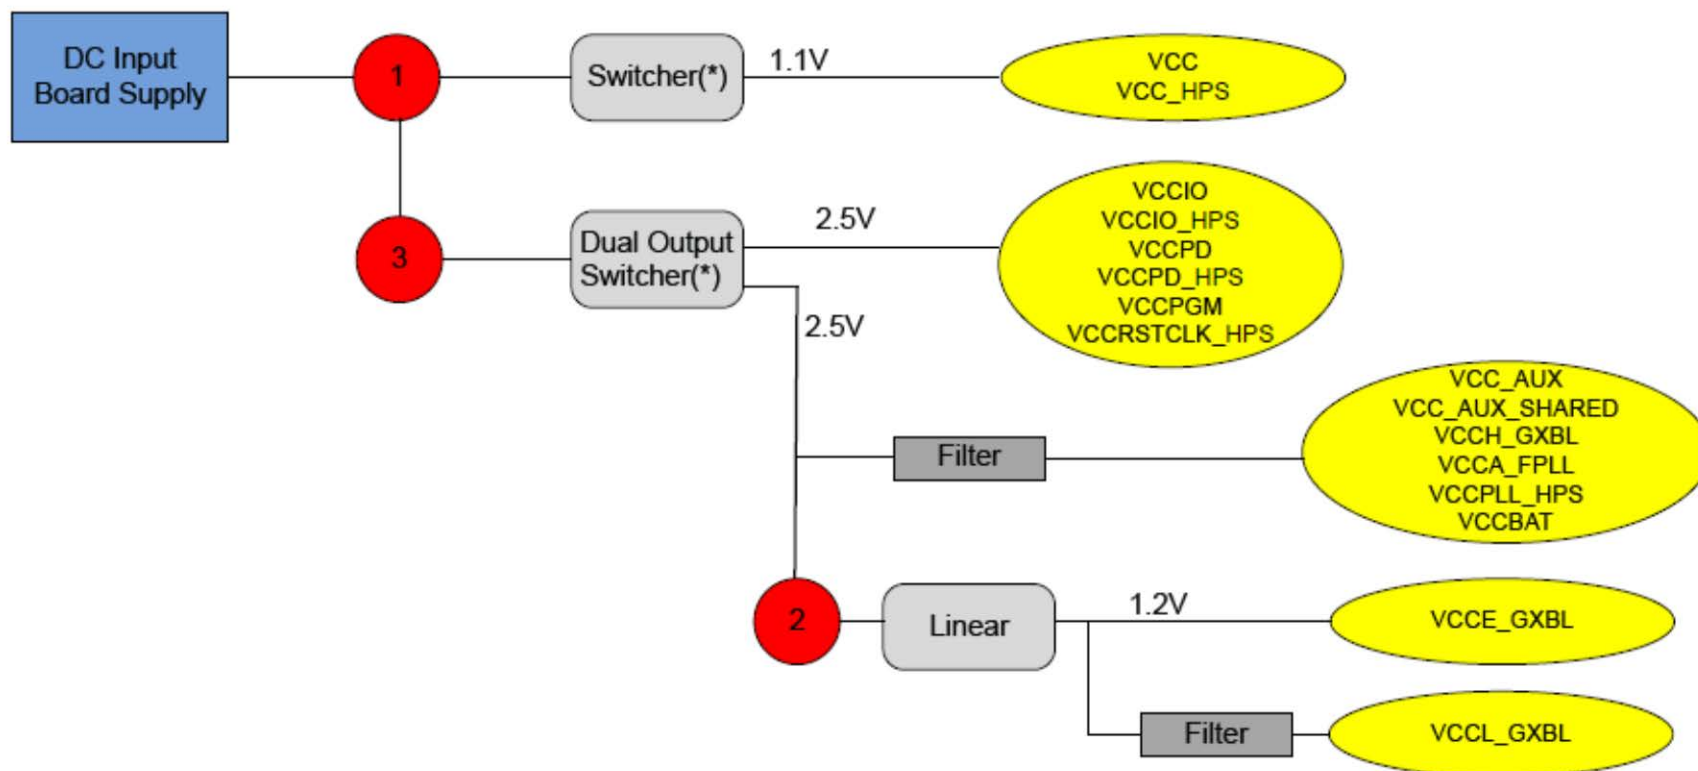 DC Input
Board Supply
1
Switcher(*)
1.1V
VCC
VCC_HPS
3
Dual Output
Switcher(*)
2.5V
2.5V
VCCIO
VCCIO_HPS
VCCPD
VCCPD_HPS
VCCPGM
VCCRSTCLK_HPS
Filter
VCC_AUX
VCC_AUX_SHARED
VCCH_GXBL
VCCA_FPLL
VCCPLL_HPS
VCCBAT
2
Linear
1.2V
VCCE_GXBL
Filter
VCCL_GXBL